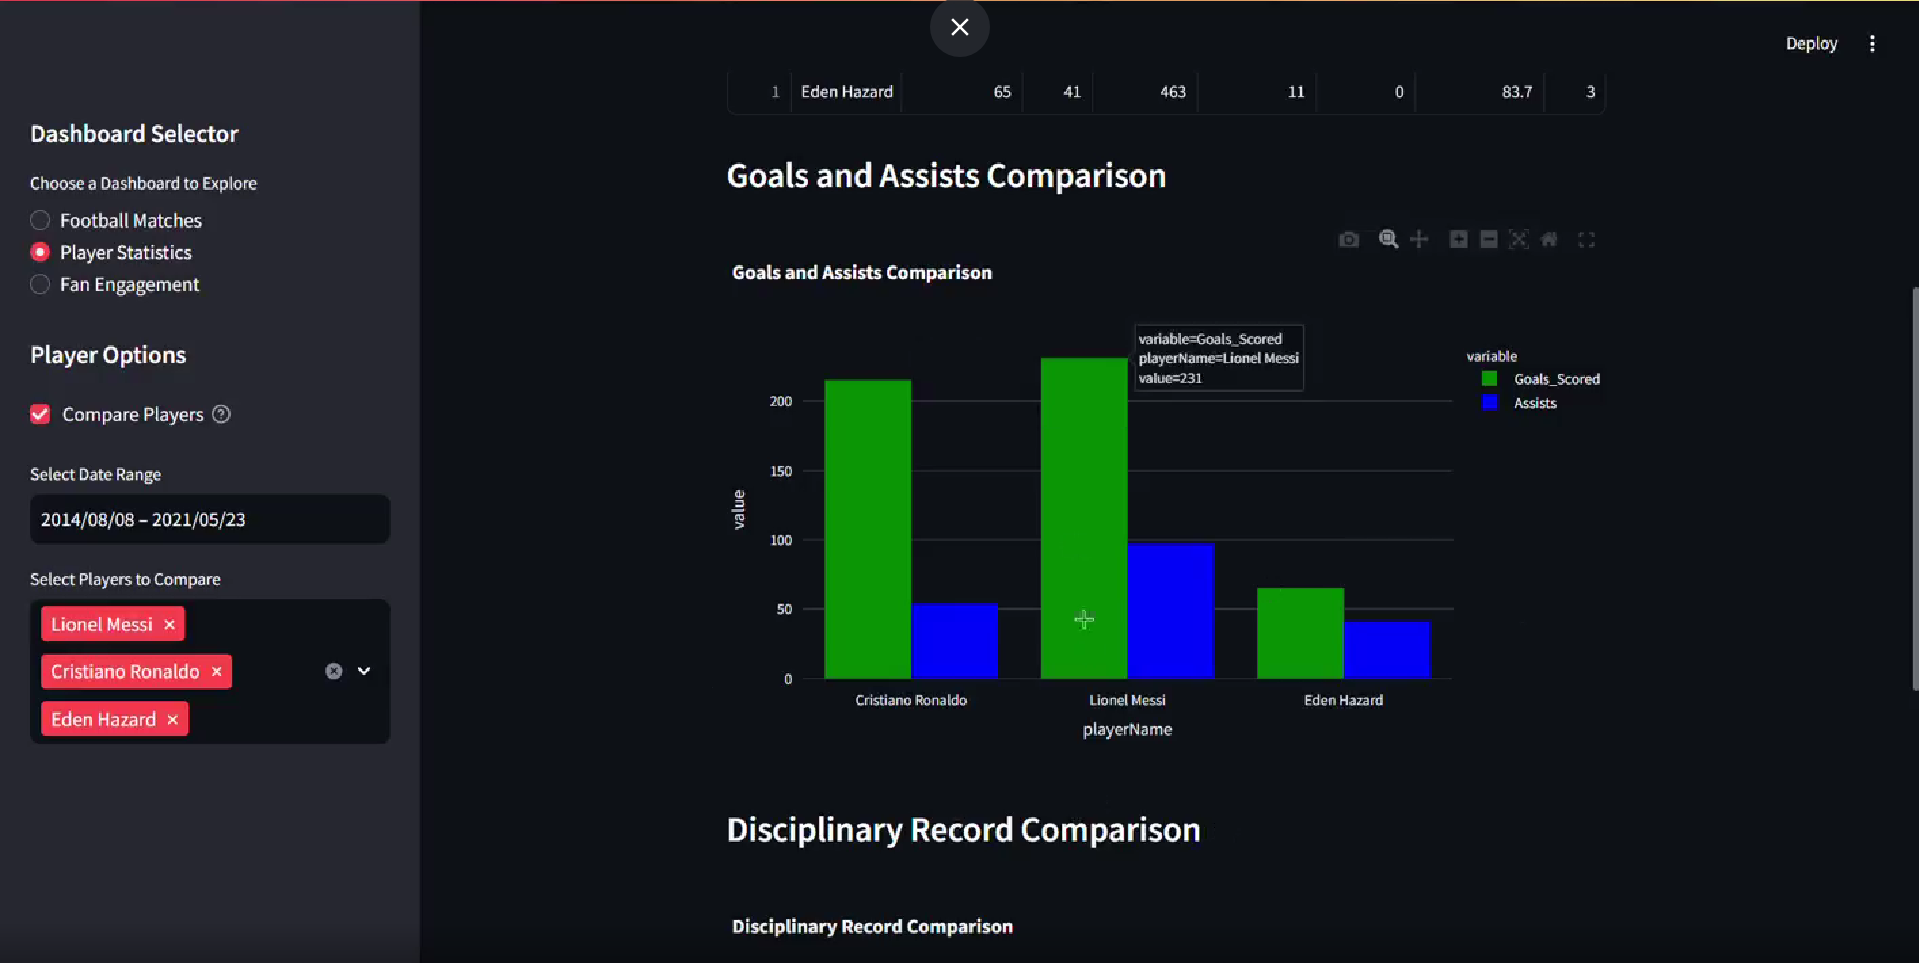 Deploy
Dashboard Selector
Choose a Dashboard to Explore
Football Matches
Player Statistics
Fan Engagement
Player Options
Compare Players
Select Date Range
2014/08/08 – 2021/05/23
Select Players to Compare
Lionel Messi
Cristiano Ronaldo
Eden Hazard
1 Eden Hazard 65 41 463 11 0 83.7 3
Goals and Assists Comparison
Goals and Assists Comparison
variable=Goals_Scored
playerName=Lionel Messi
value=231
variable
Goals_Scored
Assists
200
150
100
50
0
value
Cristiano Ronaldo Lionel Messi Eden Hazard
playerName
Disciplinary Record Comparison
Disciplinary Record Comparison